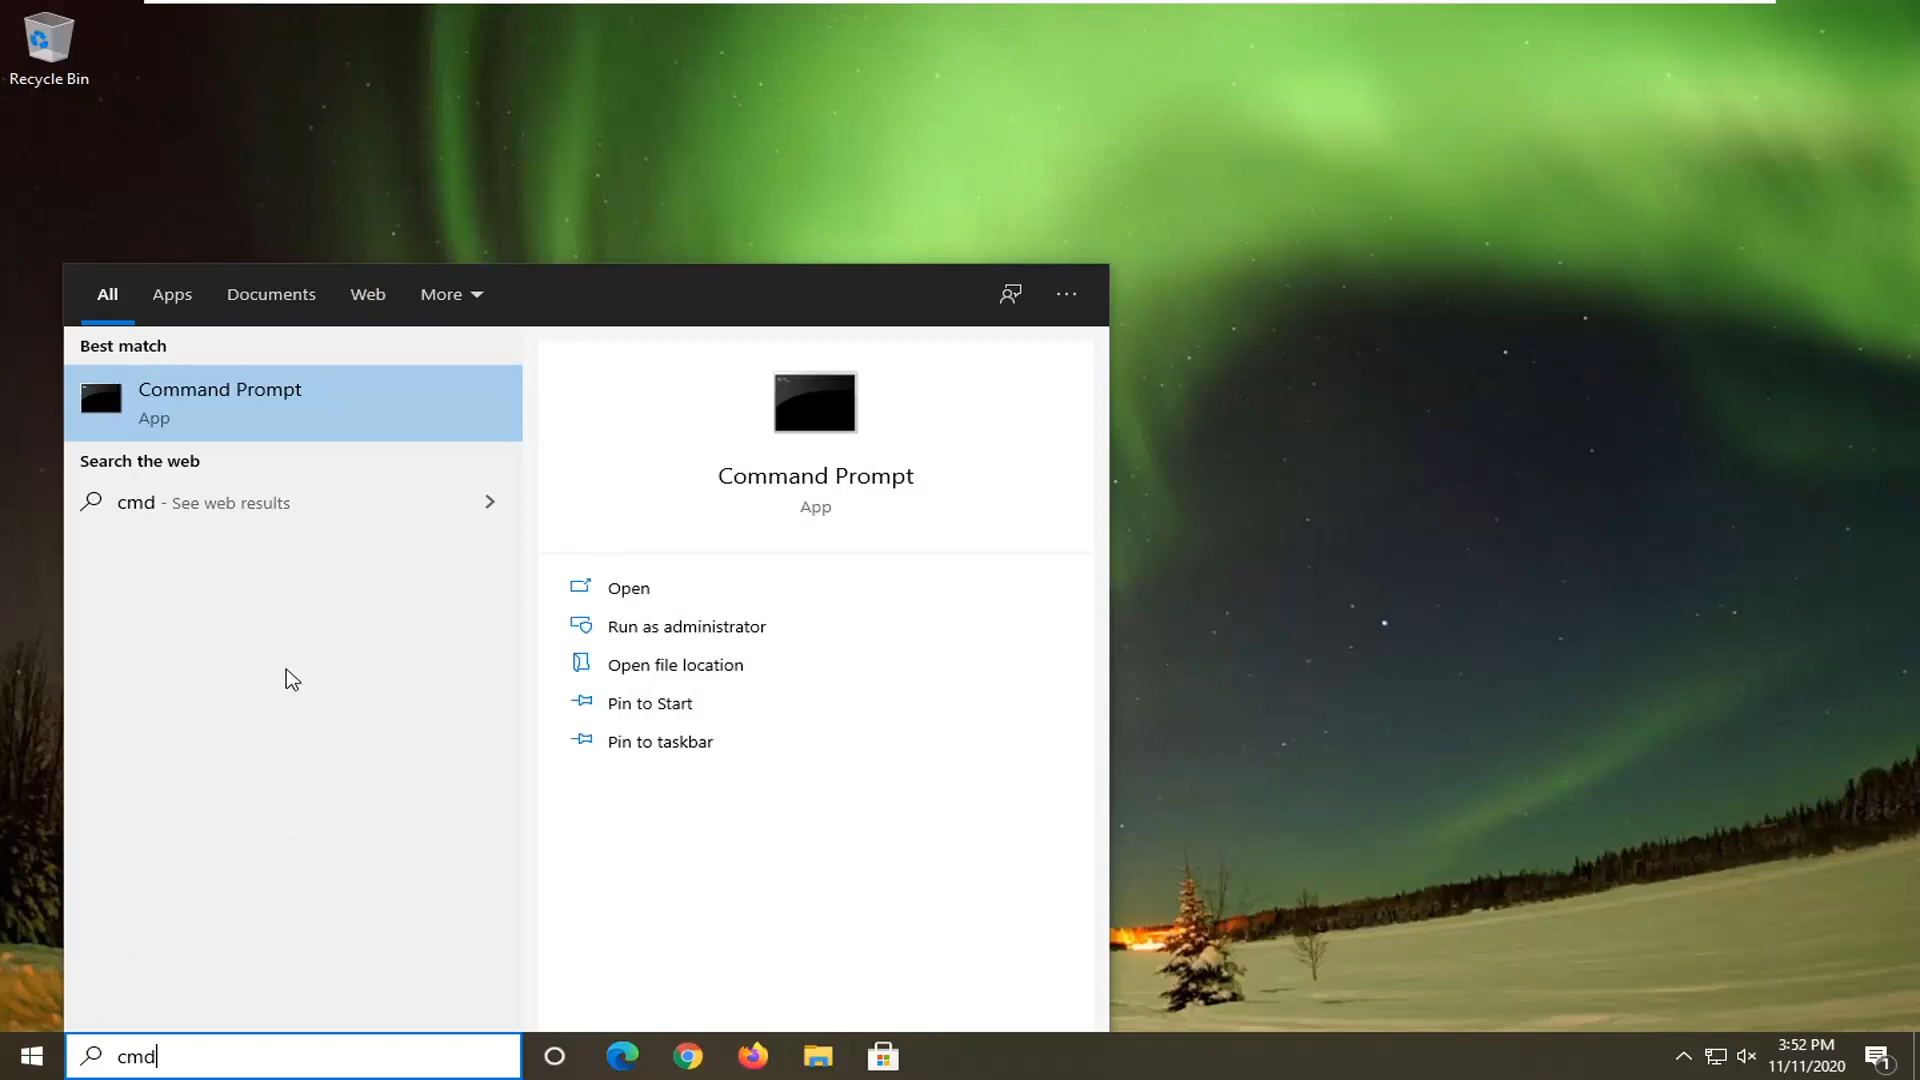 Recycle Bin
All Apps Documents Web More
Best match
Command Prompt
App
Search the web
cmd - See web results
Command Prompt
App
Open
Run as administrator
Open file location
Pin to Start
Pin to taskbar
cmd
3:52 PM
11/11/2020
1